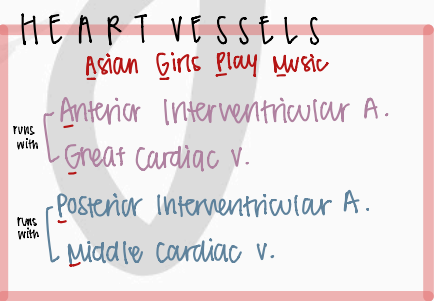 HEART VESSELS
Asian Girls Play Music
runs with
Anterior Interventricular A.
Great Cardiac V.
runs with
Posterior Interventricular A.
Middle Cardiac V.